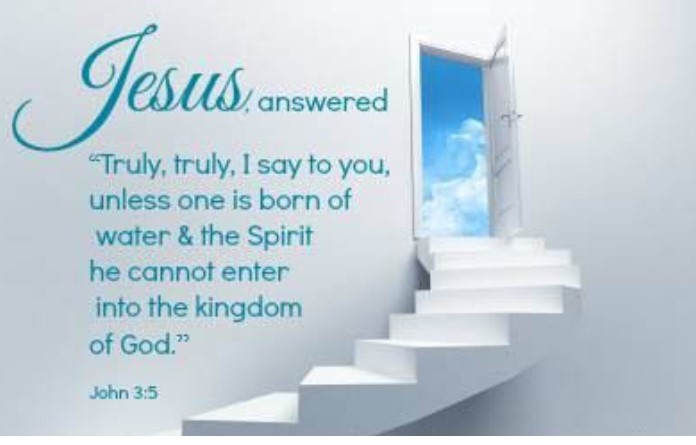 Jesus, answered
“Truly, truly, I say to you,
unless one is born of
water & the Spirit
he cannot enter
into the kingdom
of God.”
John 3:5